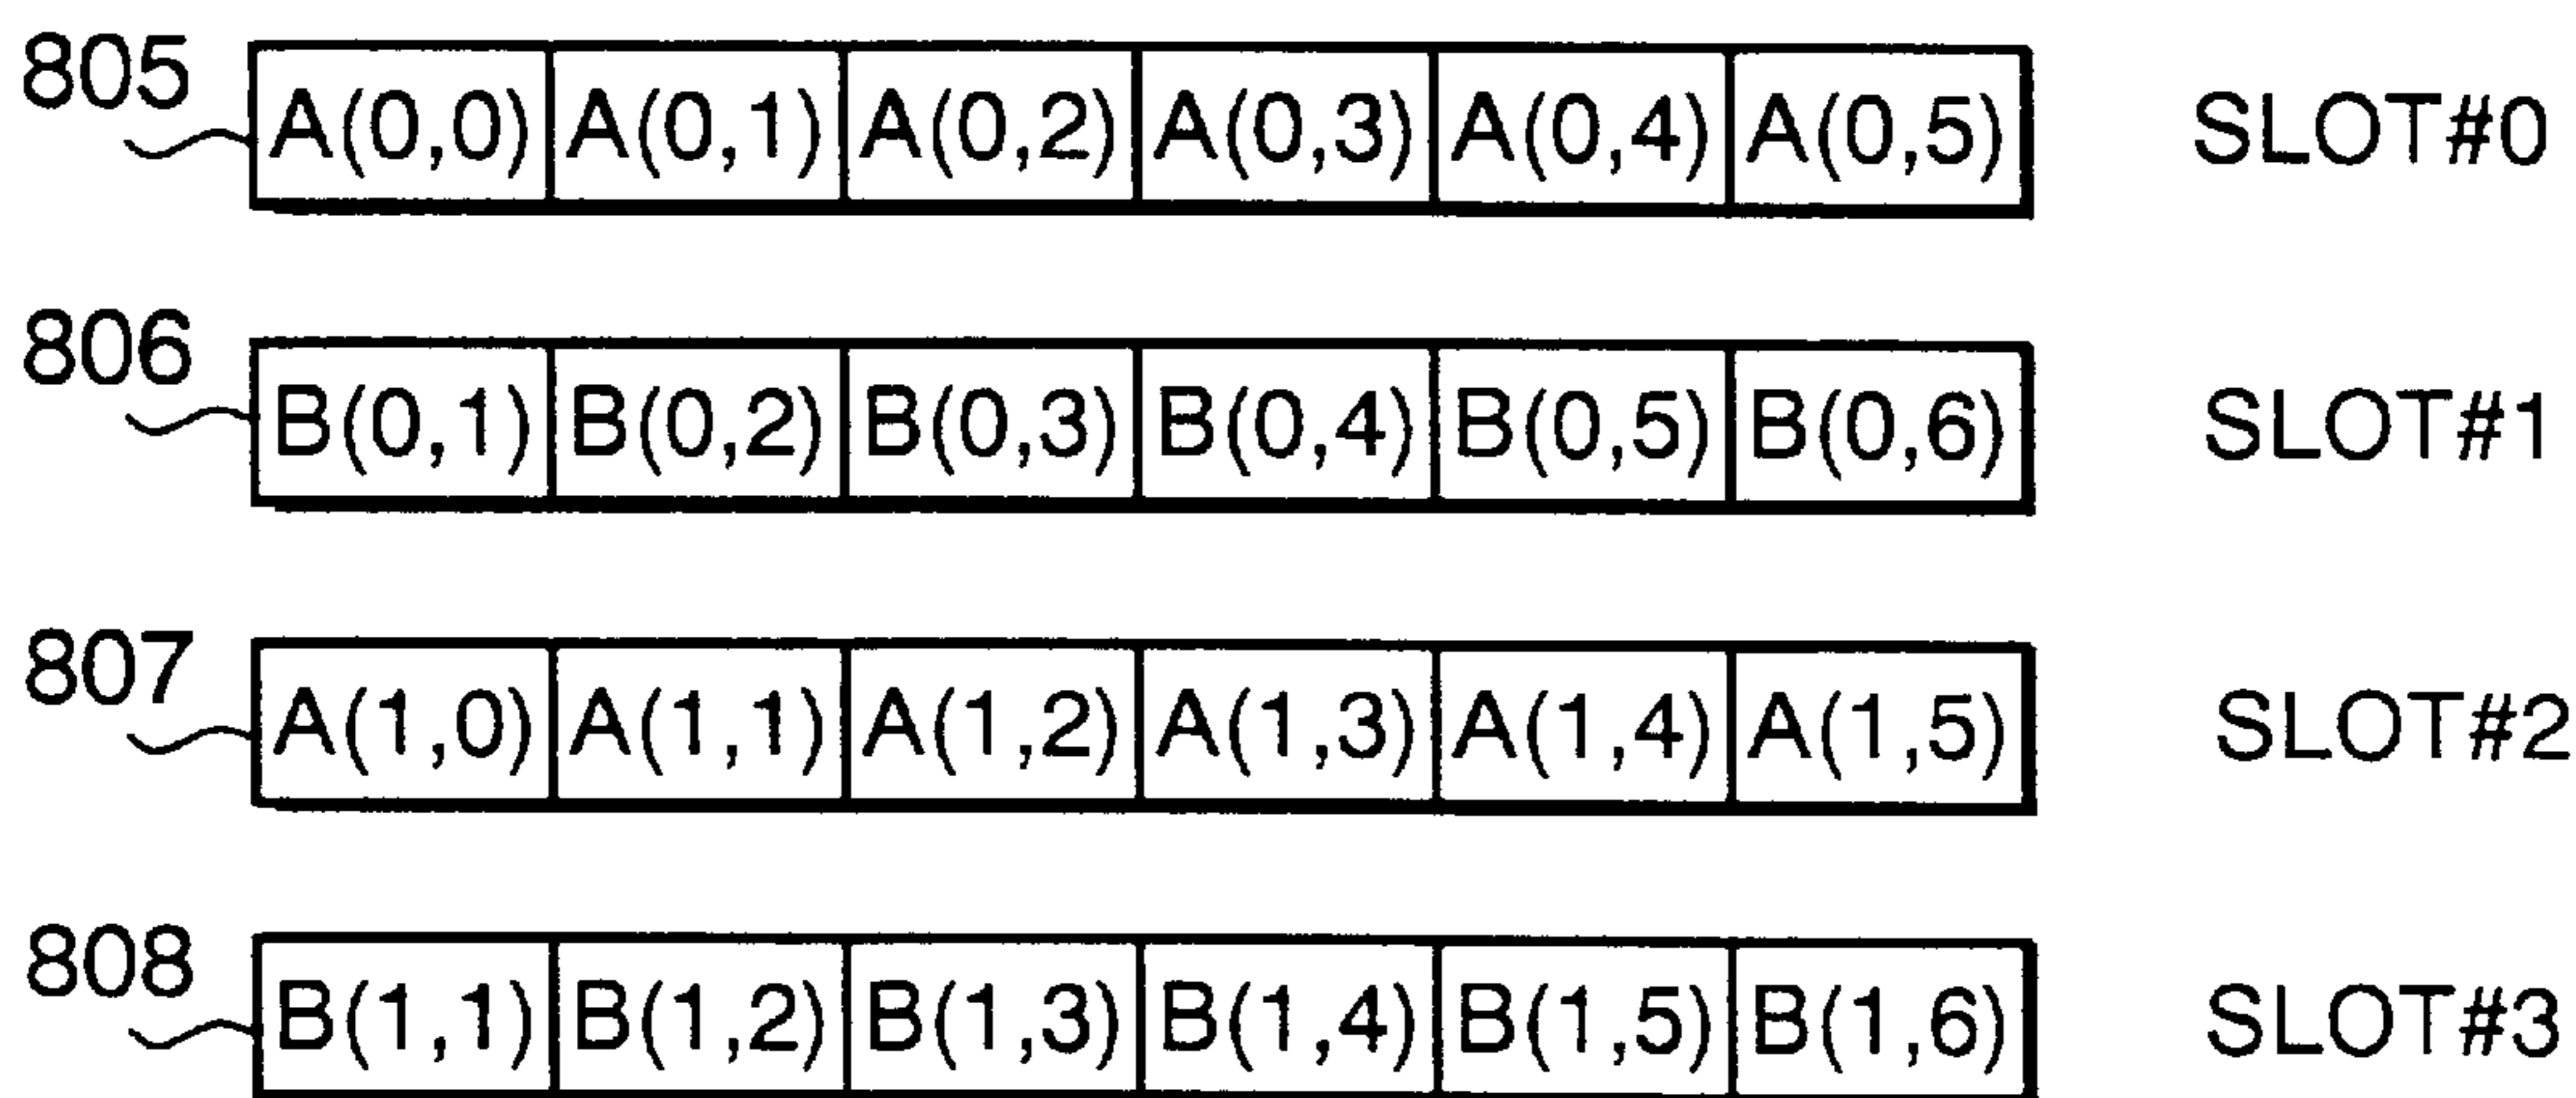 805 A(0,0) A(0,1) A(0,2) A(0,3) A(0,4) A(0,5) SLOT#0
806 B(0,1) B(0,2) B(0,3) B(0,4) B(0,5) B(0,6) SLOT#1
807 A(1,0) A(1,1) A(1,2) A(1,3) A(1,4) A(1,5) SLOT#2
808 B(1,1) B(1,2) B(1,3) B(1,4) B(1,5) B(1,6) SLOT#3